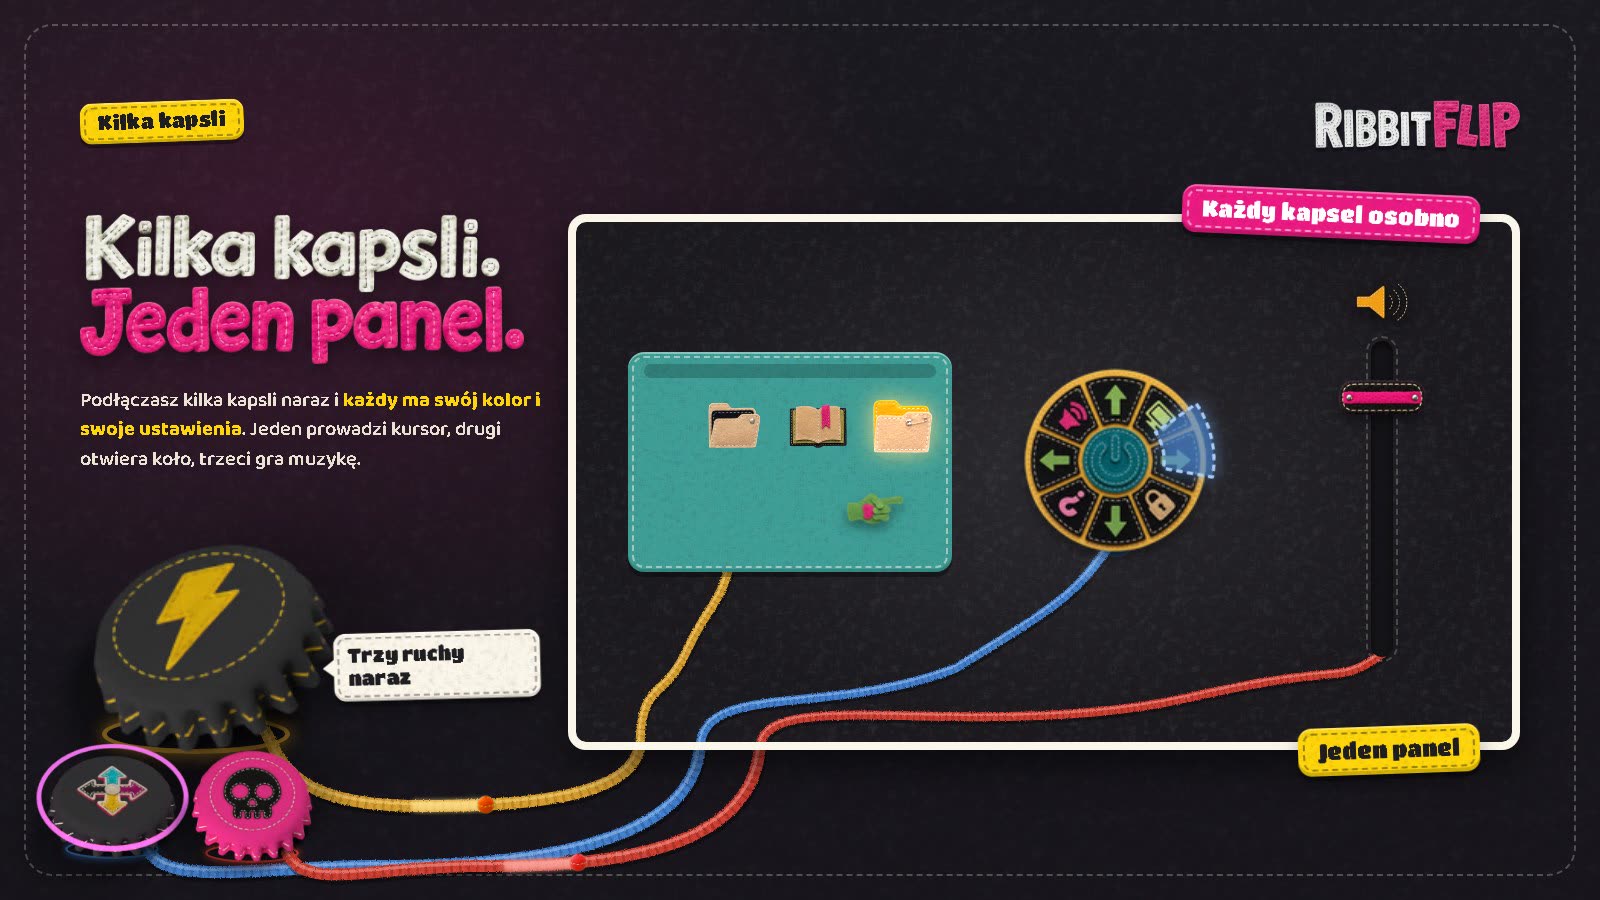 Kilka kapsli
RIBBITFLIP
Każdy kapsel osobno
Kilka kapsli.
Jeden panel.
Podłączasz kilka kapsli naraz i każdy ma swój kolor i
swoje ustawienia. Jeden prowadzi kursor, drugi
otwiera koło, trzeci gra muzykę.
Trzy ruchy
naraz
Jeden panel